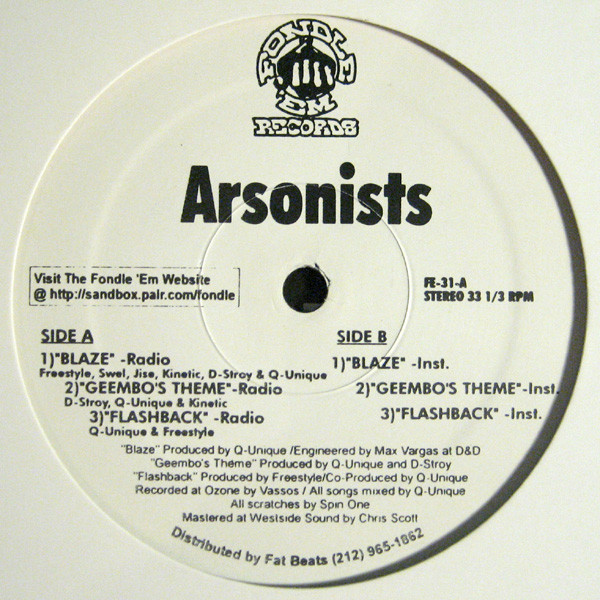 FONDLE
'EM
RECORDS
Arsonists
Visit The Fondle 'Em Website
@ http://sandbox.pair.com/fondle
FE-31-A
STEREO 33 1/3 RPM
SIDE A
1)"BLAZE" -Radio
Freestyle, Swel, Jise, Kinetic, D-Stroy & Q-Unique
2)"GEEMBO'S THEME"-Radio
D-Stroy, Q-Unique & Kinetic
3)"FLASHBACK" -Radio
Q-Unique & Freestyle
SIDE B
1)"BLAZE" -Inst.
2)"GEEMBO'S THEME"-Inst.
3)"FLASHBACK" -Inst.
"Blaze" Produced by Q-Unique /Engineered by Max Vargas at D&D
"Geembo's Theme" Produced by Q-Unique and D-Stroy
"Flashback" Produced by Freestyle/Co-Produced by Q-Unique
Recorded at Ozone by Vassos / All songs mixed by Q-Unique
All scratches by Spin One
Mastered at Westside Sound by Chris Scott
Distributed by Fat Beats (212) 965-1862